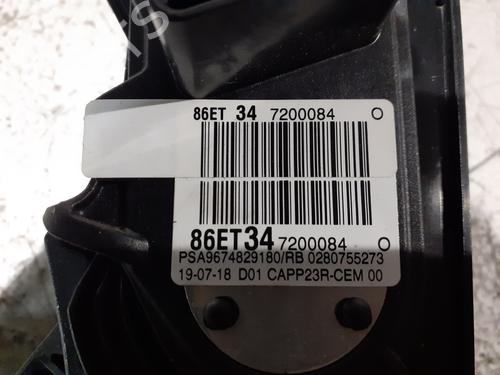 86ET 34 7200084 O
86ET34 7200084 O
PSA9674829180/RB 0280755273
19-07-18 D01 CAPP23R-CEM 00